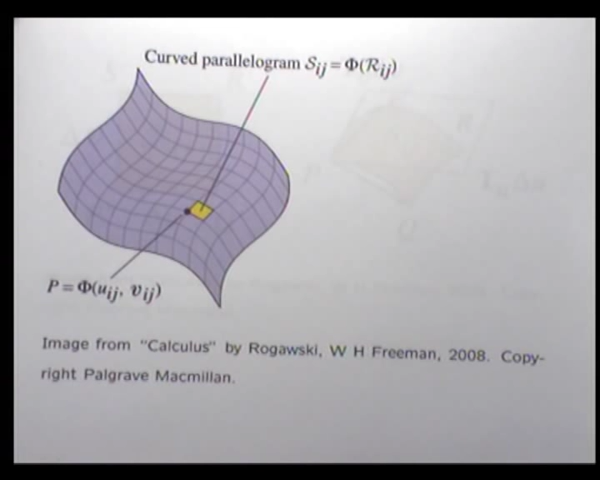 Curved parallelogram 𝒮ij = Φ(ℛij)
P = Φ(uij, vij)
Image from "Calculus" by Rogawski, W H Freeman, 2008. Copy-
right Palgrave Macmillan.